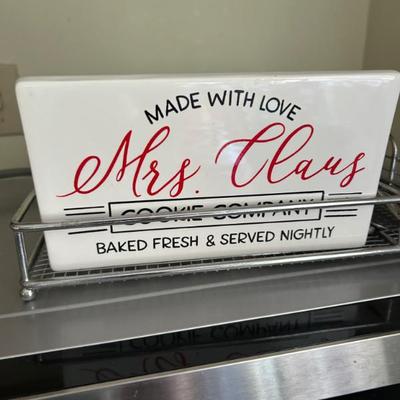 MADE WITH LOVE
Mrs. Claus
COOKIE COMPANY
BAKED FRESH & SERVED NIGHTLY